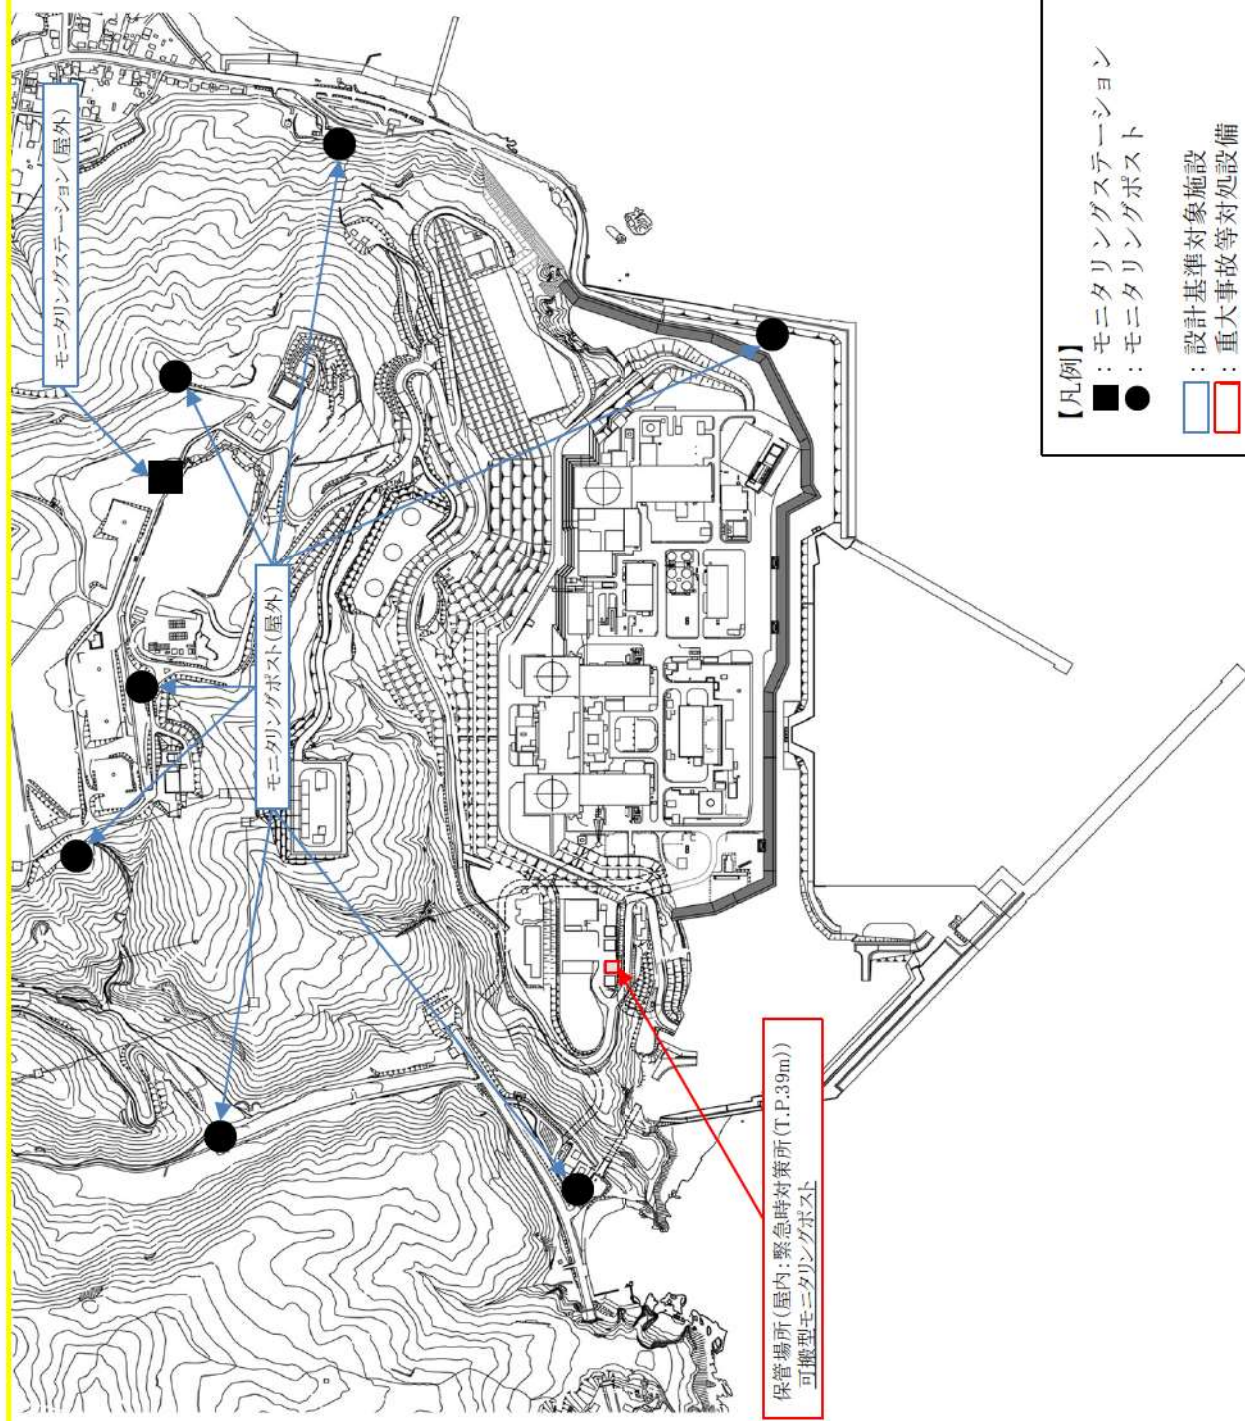 モニタリングステーション(屋外)
モニタリングポスト(屋外)
保管場所(屋内:緊急時対策所(T.P.39m))
可搬型モニタリングポスト
【凡例】
■:モニタリングステーション
●:モニタリングポスト
:設計基準対象施設
:重大事故等対処設備